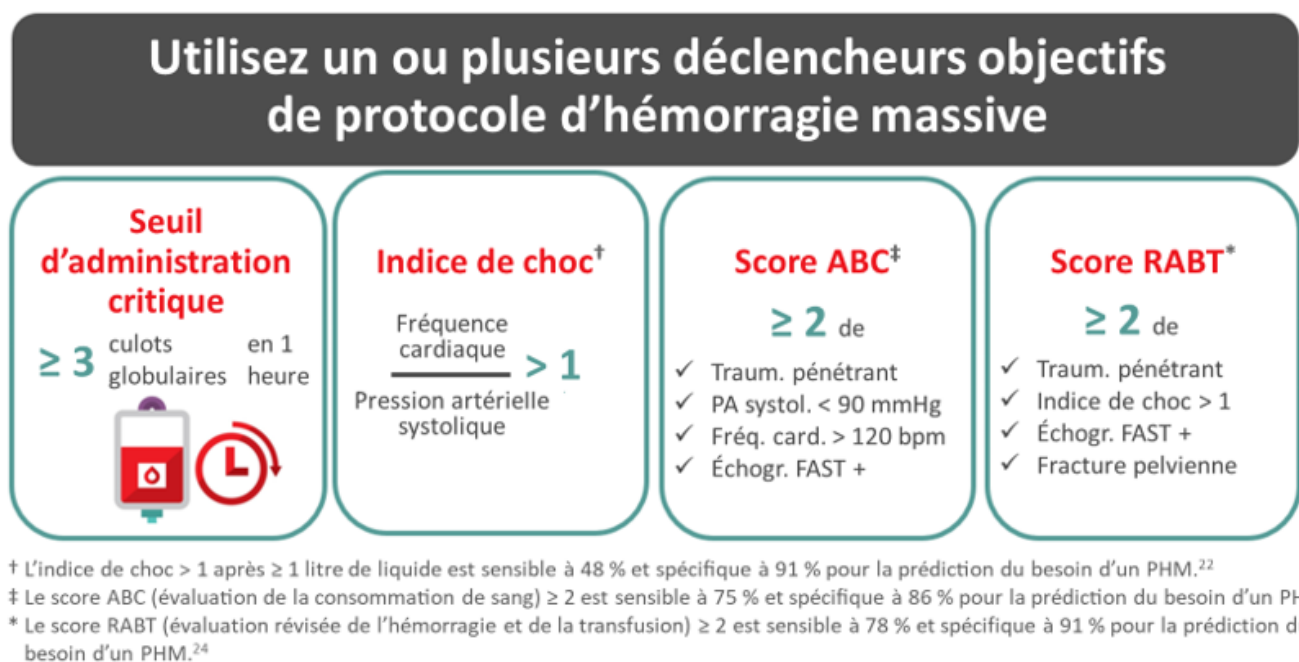 Utilisez un ou plusieurs déclencheurs objectifs
de protocole d’hémorragie massive
Seuil
d’administration
critique
≥ 3 culots globulaires en 1 heure
Indice de choc†
Fréquence
cardiaque
> 1
Pression artérielle
systolique
Score ABC‡
≥ 2 de
✓ Traum. pénétrant
✓ PA systol. < 90 mmHg
✓ Fréq. card. > 120 bpm
✓ Échogr. FAST +
Score RABT*
≥ 2 de
✓ Traum. pénétrant
✓ Indice de choc > 1
✓ Échogr. FAST +
✓ Fracture pelvienne
† L’indice de choc > 1 après ≥ 1 litre de liquide est sensible à 48 % et spécifique à 91 % pour la prédiction du besoin d’un PHM.²²
‡ Le score ABC (évaluation de la consommation de sang) ≥ 2 est sensible à 75 % et spécifique à 86 % pour la prédiction du besoin d’un
* Le score RABT (évaluation révisée de l’hémorragie et de la transfusion) ≥ 2 est sensible à 78 % et spécifique à 91 % pour la prédiction
besoin d’un PHM.²⁴